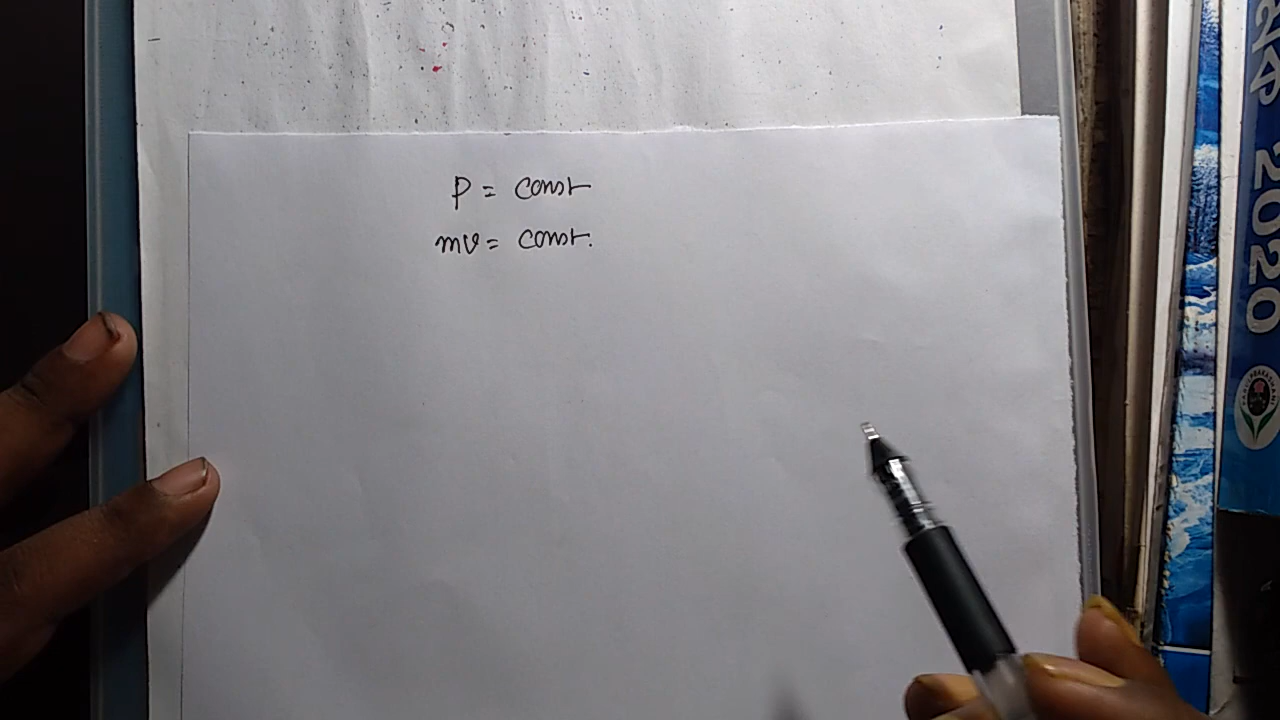 P = const
mv = const.
2020